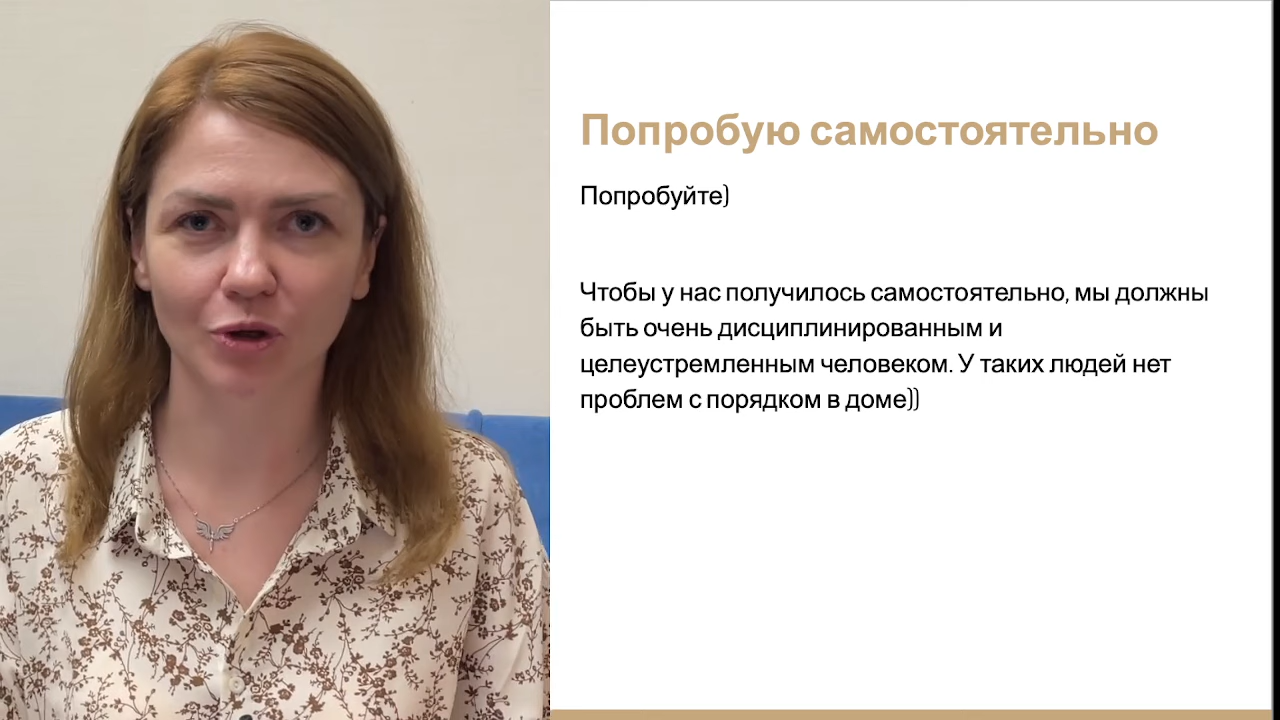 Попробую самостоятельно
Попробуйте)
Чтобы у нас получилось самостоятельно, мы должны
быть очень дисциплинированным и
целеустремленным человеком. У таких людей нет
проблем с порядком в доме))